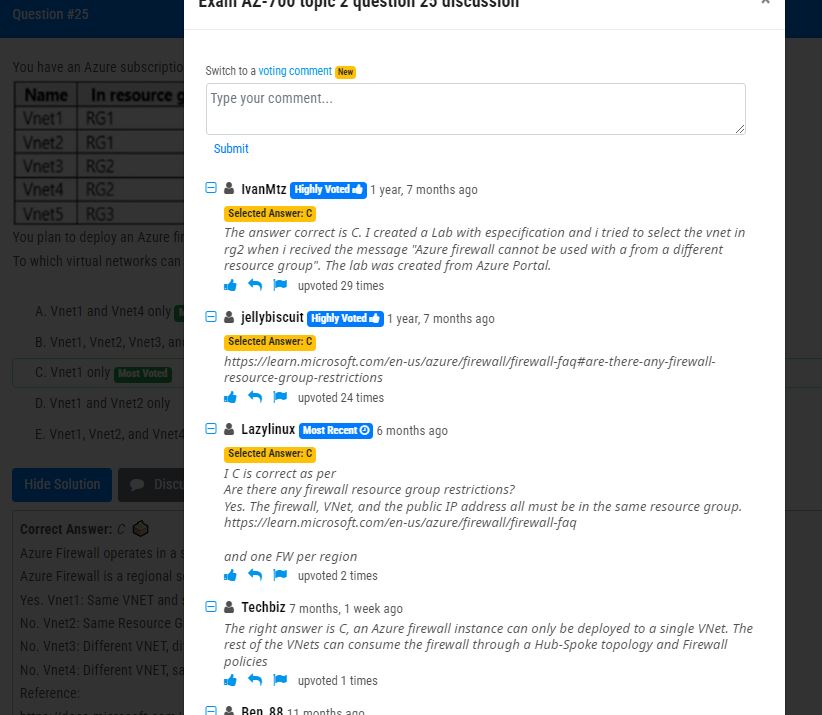 Exam AZ-700 topic 2 question 25 discussion
×
Question #25
You have an Azure subscriptio
Name In resource g
Vnet1 RG1
Vnet2 RG1
Vnet3 RG2
Vnet4 RG2
Vnet5 RG3
You plan to deploy an Azure fir
To which virtual networks can
A. Vnet1 and Vnet4 only
B. Vnet1, Vnet2, Vnet3, and
C. Vnet1 only Most Voted
D. Vnet1 and Vnet2 only
E. Vnet1, Vnet2, and Vnet4
Hide Solution Discu
Correct Answer: C
Azure Firewall operates in a s
Azure Firewall is a regional s
Yes. Vnet1: Same VNET and s
No. Vnet2: Same Resource G
No. Vnet3: Different VNET, di
No. Vnet4: Different VNET, sa
Reference:
Switch to a voting comment New
Type your comment...
Submit
IvanMtz Highly Voted 1 year, 7 months ago
Selected Answer: C
The answer correct is C. I created a Lab with especification and i tried to select the vnet in
rg2 when i recived the message "Azure firewall cannot be used with a from a different
resource group". The lab was created from Azure Portal.
upvoted 29 times
jellybiscuit Highly Voted 1 year, 7 months ago
Selected Answer: C
https://learn.microsoft.com/en-us/azure/firewall/firewall-faq#are-there-any-firewall-
resource-group-restrictions
upvoted 24 times
Lazylinux Most Recent 6 months ago
Selected Answer: C
I C is correct as per
Are there any firewall resource group restrictions?
Yes. The firewall, VNet, and the public IP address all must be in the same resource group.
https://learn.microsoft.com/en-us/azure/firewall/firewall-faq
and one FW per region
upvoted 2 times
Techbiz 7 months, 1 week ago
The right answer is C, an Azure firewall instance can only be deployed to a single VNet. The
rest of the VNets can consume the firewall through a Hub-Spoke topology and Firewall
policies
upvoted 1 times
Ben_88 11 months ago